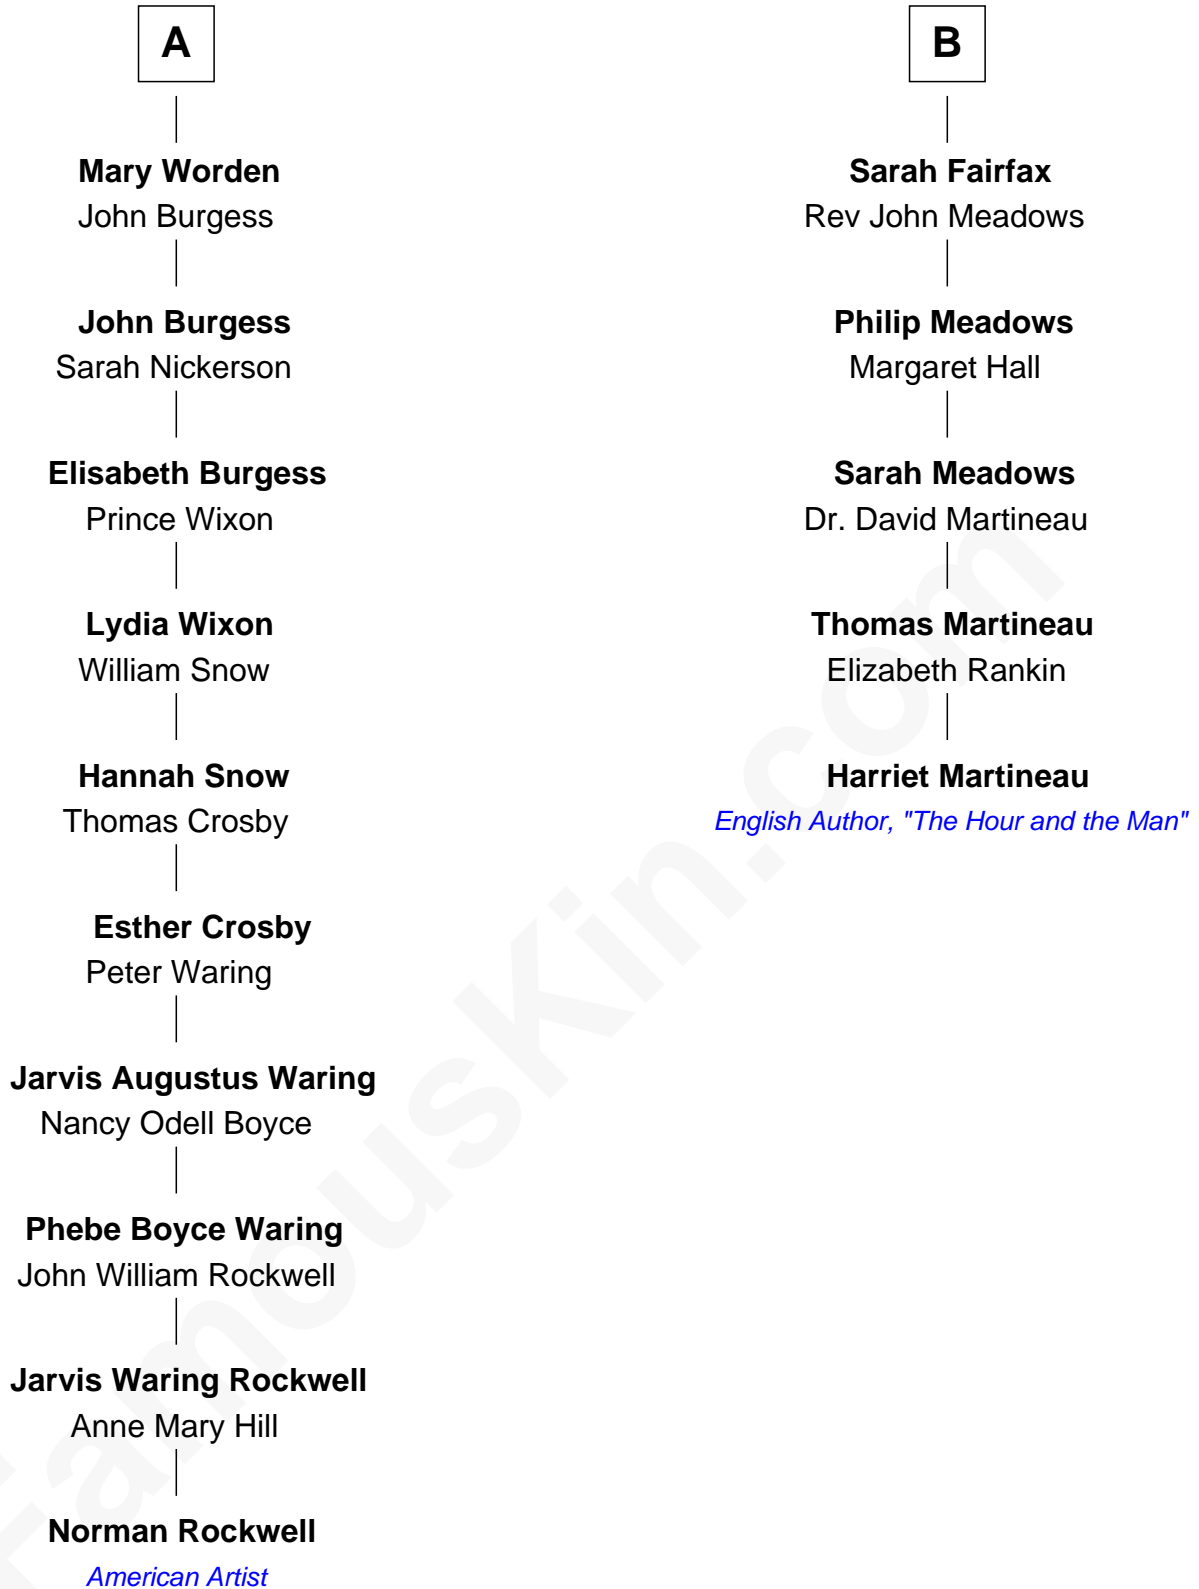 A
Mary Worden
John Burgess
John Burgess
Sarah Nickerson
Elisabeth Burgess
Prince Wixon
Lydia Wixon
William Snow
Hannah Snow
Thomas Crosby
Esther Crosby
Peter Waring
Jarvis Augustus Waring
Nancy Odell Boyce
Phebe Boyce Waring
John William Rockwell
Jarvis Waring Rockwell
Anne Mary Hill
Norman Rockwell
American Artist
B
Sarah Fairfax
Rev John Meadows
Philip Meadows
Margaret Hall
Sarah Meadows
Dr. David Martineau
Thomas Martineau
Elizabeth Rankin
Harriet Martineau
English Author, "The Hour and the Man"
FamousKin.com